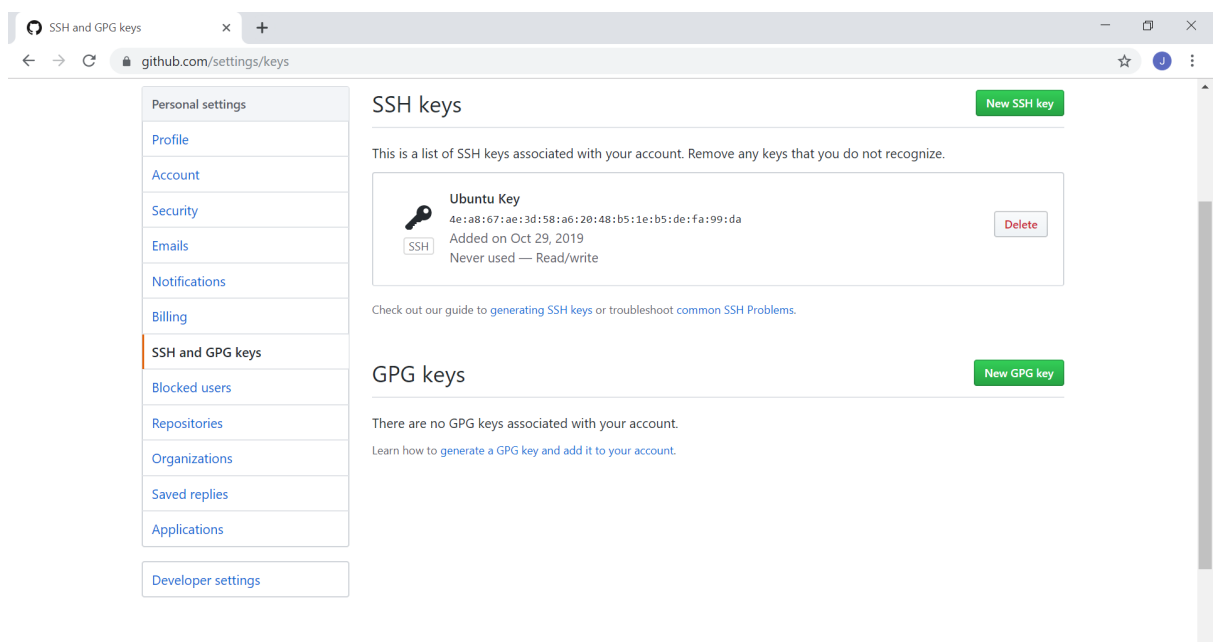 SSH and GPG keys
github.com/settings/keys
J
Personal settings
Profile
Account
Security
Emails
Notifications
Billing
SSH and GPG keys
Blocked users
Repositories
Organizations
Saved replies
Applications
Developer settings
SSH keys
New SSH key
This is a list of SSH keys associated with your account. Remove any keys that you do not recognize.
Ubuntu Key
4e:a8:67:ae:3d:58:a6:20:48:b5:1e:b5:de:fa:99:da
SSH
Added on Oct 29, 2019
Never used — Read/write
Delete
Check out our guide to generating SSH keys or troubleshoot common SSH Problems.
GPG keys
New GPG key
There are no GPG keys associated with your account.
Learn how to generate a GPG key and add it to your account.